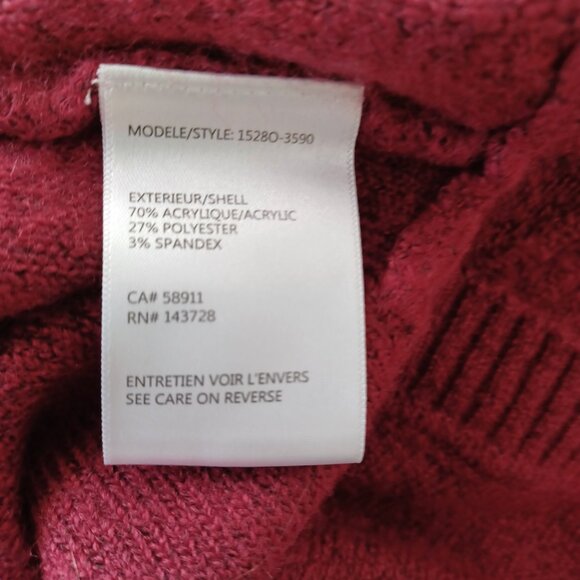 MODELE/STYLE: 1528O-3590
EXTERIEUR/SHELL
70% ACRYLIQUE/ACRYLIC
27% POLYESTER
3% SPANDEX
CA# 58911
RN# 143728
ENTRETIEN VOIR L'ENVERS
SEE CARE ON REVERSE